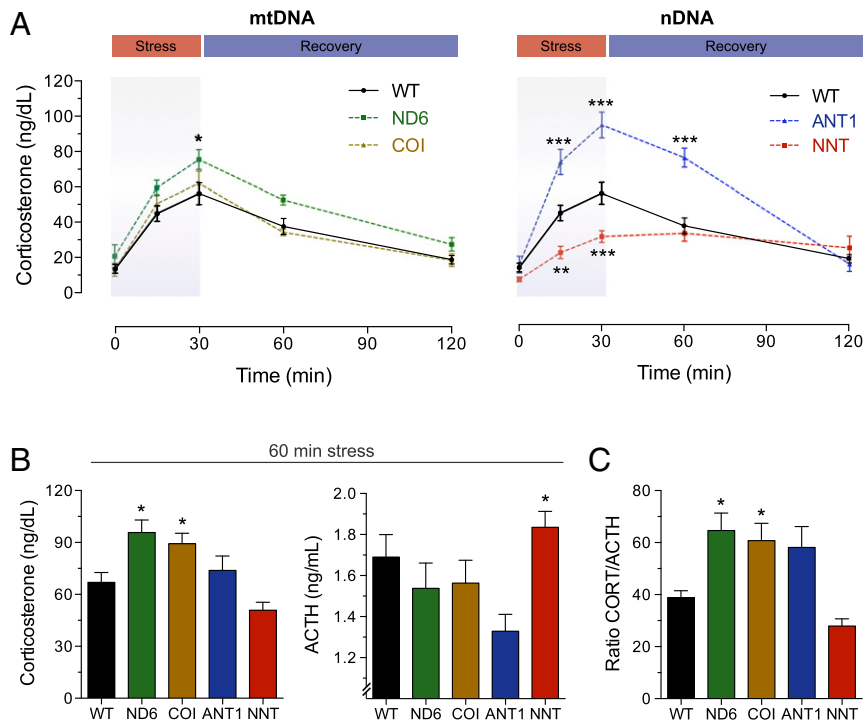 A
mtDNA
nDNA
Stress
Recovery
Stress
Recovery
Corticosterone (ng/dL)
120
100
80
60
40
20
0
WT
ND6
COI
*
0
30
60
90
120
Time (min)
WT
ANT1
NNT
***
***
***
**
***
0
30
60
90
120
Time (min)
B
60 min stress
Corticosterone (ng/dL)
120
90
60
30
0
*
*
WT ND6 COI ANT1 NNT
ACTH (ng/mL)
2.0
1.8
1.6
1.4
1.2
*
WT ND6 COI ANT1 NNT
C
Ratio CORT/ACTH
80
60
40
20
0
*
*
WT ND6 COI ANT1 NNT